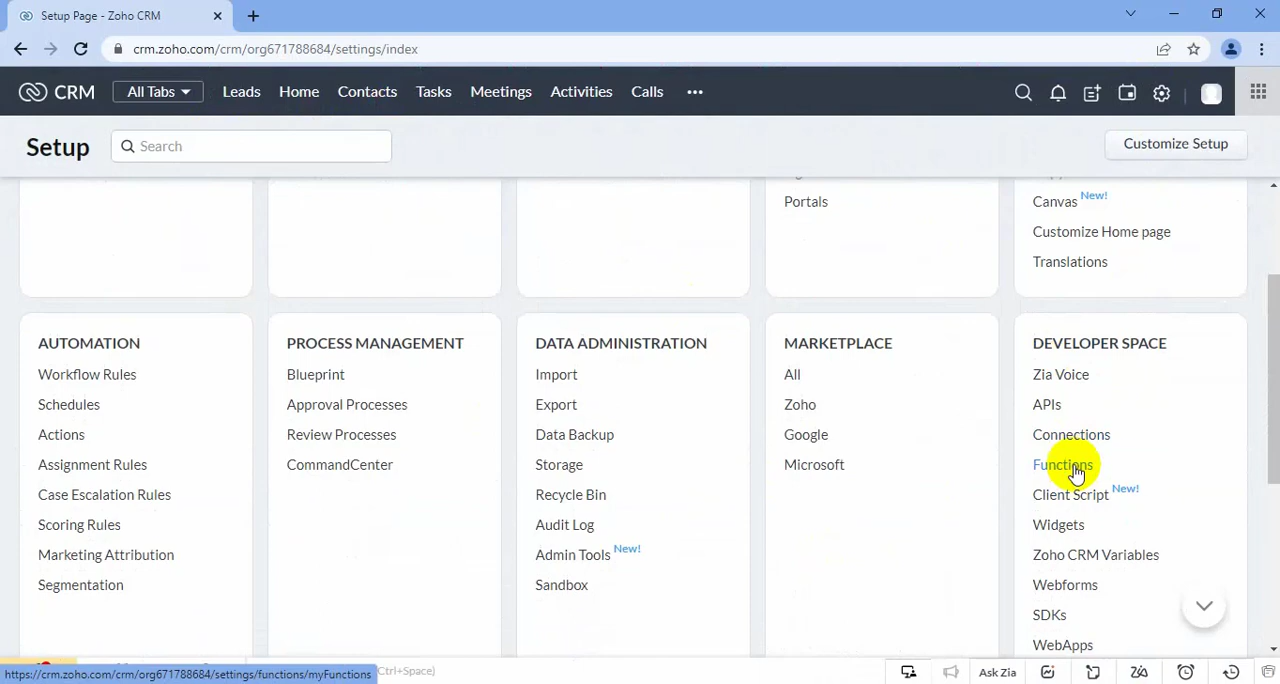 Setup Page - Zoho CRM
crm.zoho.com/crm/org671788684/settings/index
CRM
All Tabs
Leads
Home
Contacts
Tasks
Meetings
Activities
Calls
Setup
Search
Customize Setup
Portals
Canvas New!
Customize Home page
Translations
AUTOMATION
Workflow Rules
Schedules
Actions
Assignment Rules
Case Escalation Rules
Scoring Rules
Marketing Attribution
Segmentation
PROCESS MANAGEMENT
Blueprint
Approval Processes
Review Processes
CommandCenter
DATA ADMINISTRATION
Import
Export
Data Backup
Storage
Recycle Bin
Audit Log
Admin Tools New!
Sandbox
MARKETPLACE
All
Zoho
Google
Microsoft
DEVELOPER SPACE
Zia Voice
APIs
Connections
Functions
Client Script New!
Widgets
Zoho CRM Variables
Webforms
SDKs
WebApps
https://crm.zoho.com/crm/org671788684/settings/functions/myFunctions
(Ctrl+Space)
Ask Zia